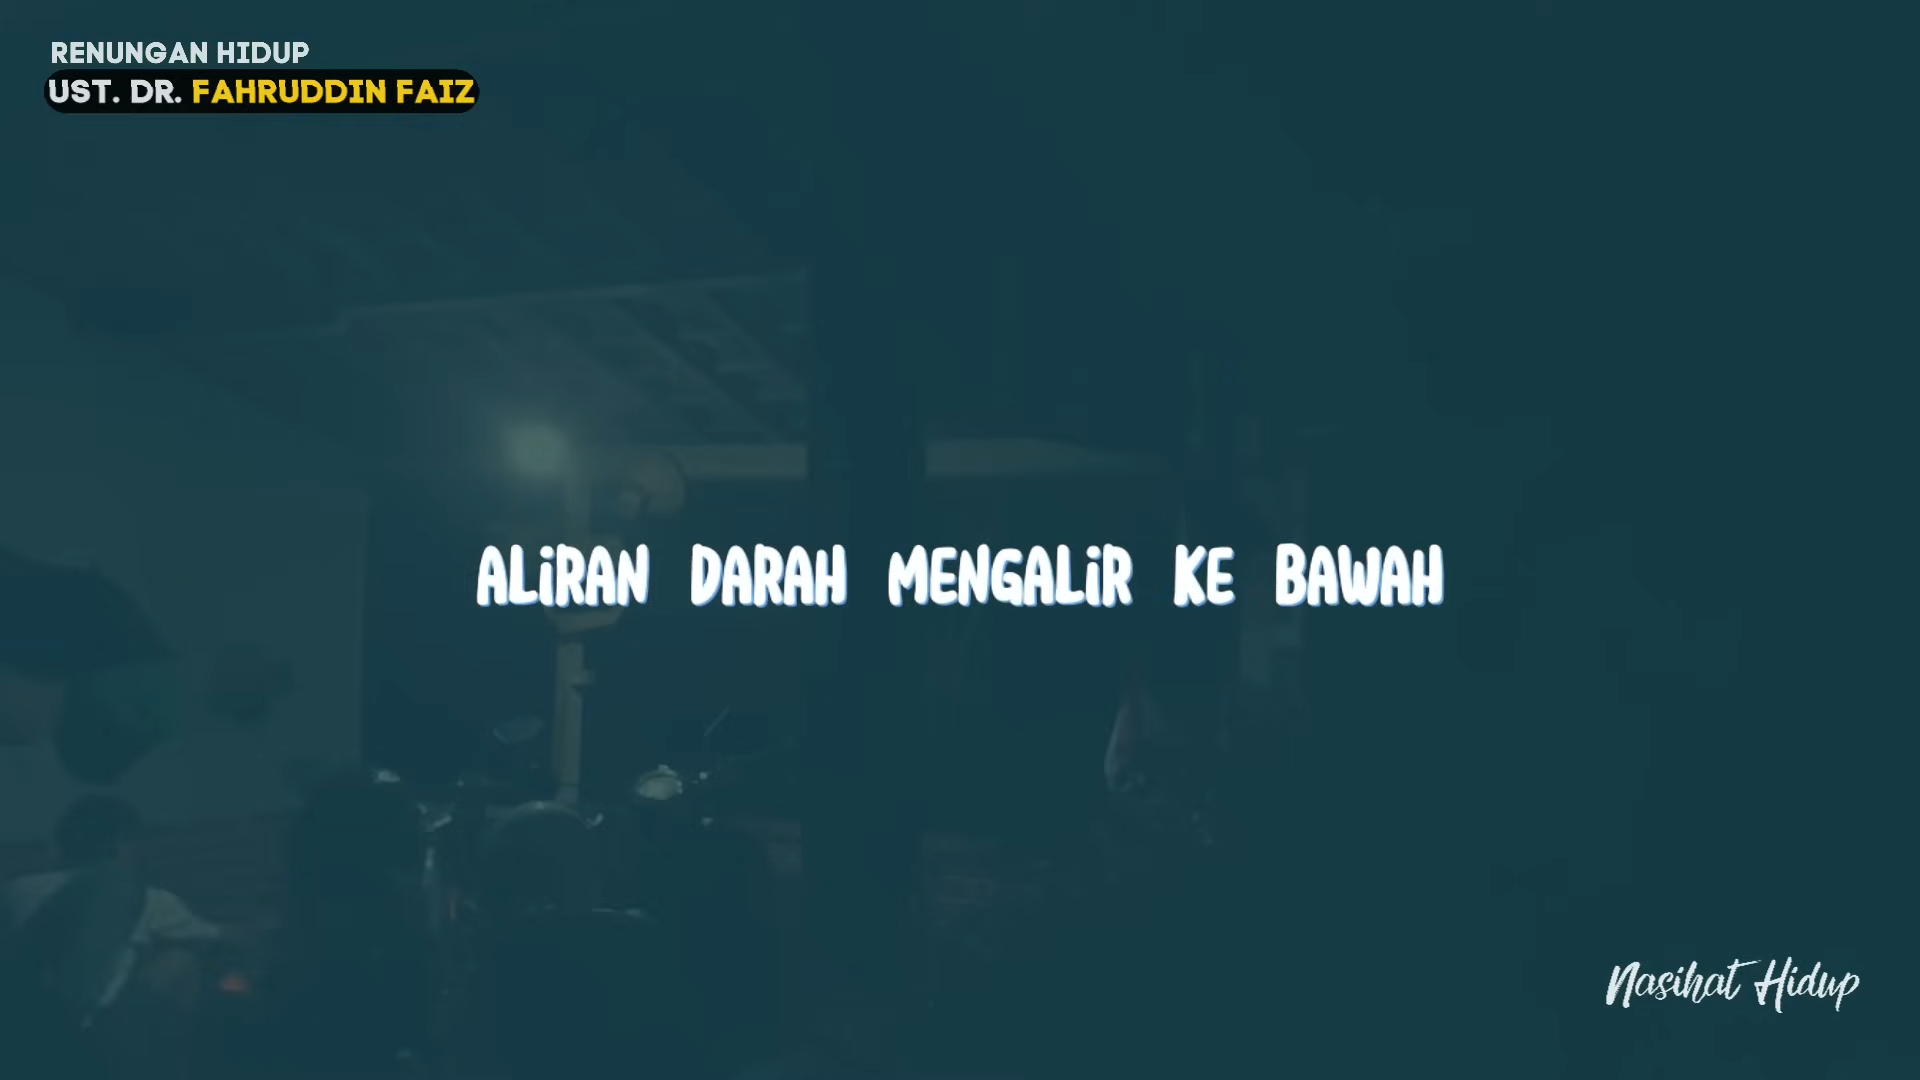 RENUNGAN HIDUP
UST. DR. FAHRUDDIN FAIZ
ALiRAN DARAH MENGALiR KE BAWAH
Nasihat Hidup